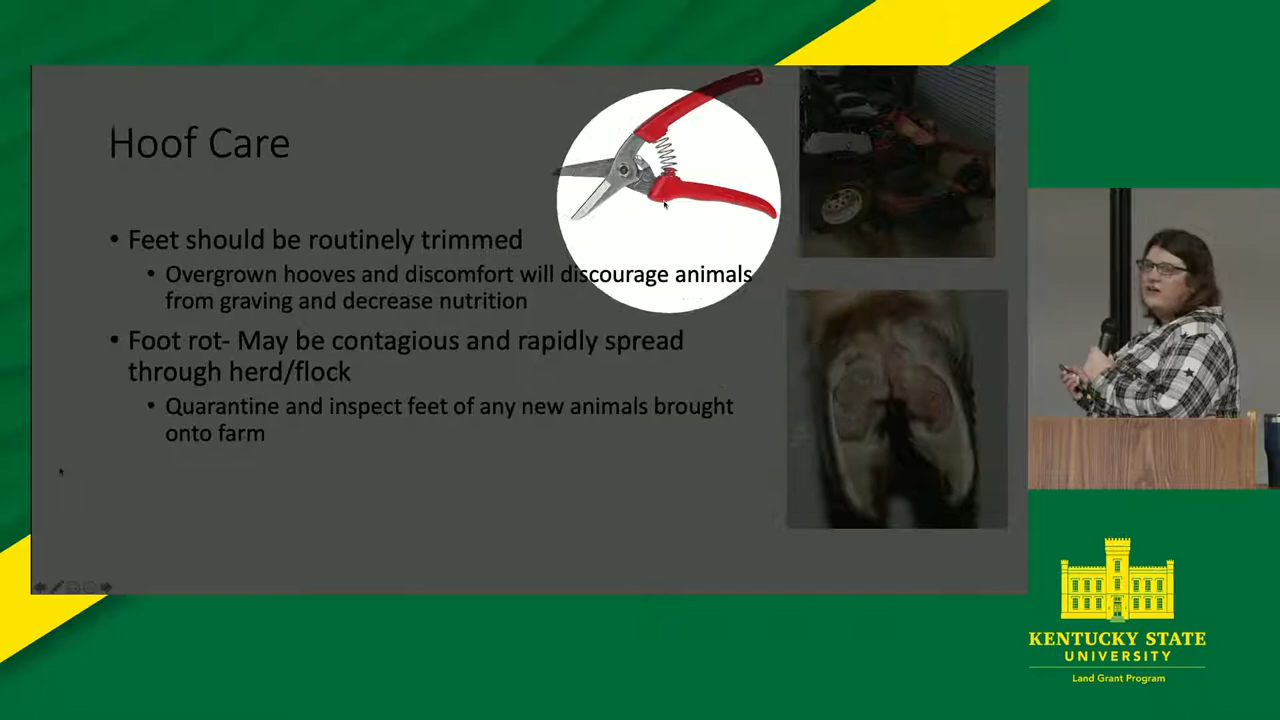 Hoof Care
• Feet should be routinely trimmed
• Overgrown hooves and discomfort will discourage animals
from graving and decrease nutrition
• Foot rot- May be contagious and rapidly spread
through herd/flock
• Quarantine and inspect feet of any new animals brought
onto farm
KENTUCKY STATE
UNIVERSITY
Land Grant Program